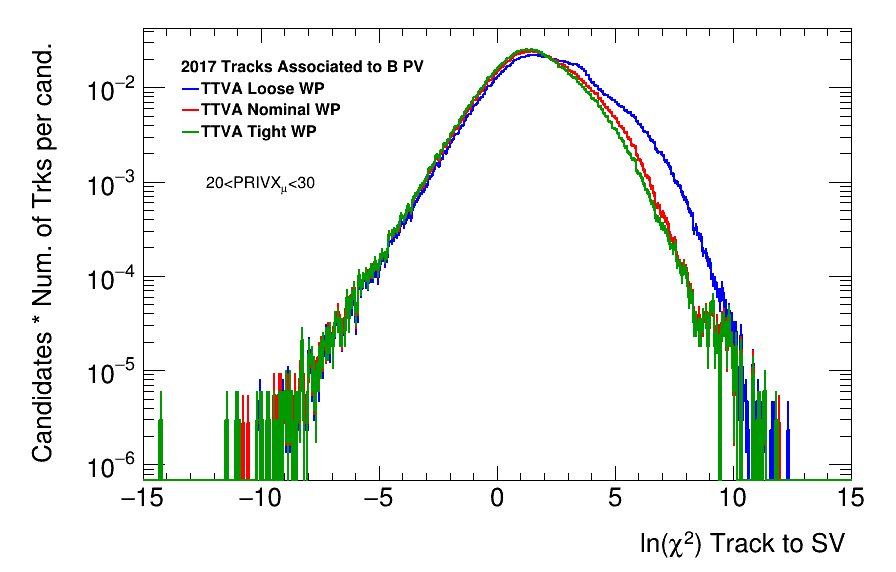 Candidates * Num. of Trks per cand.
2017 Tracks Associated to B PV
TTVA Loose WP
TTVA Nominal WP
TTVA Tight WP
20<PRIVXμ<30
10⁻²
10⁻³
10⁻⁴
10⁻⁵
10⁻⁶
−15 −10 −5 0 5 10 15
ln(χ²) Track to SV